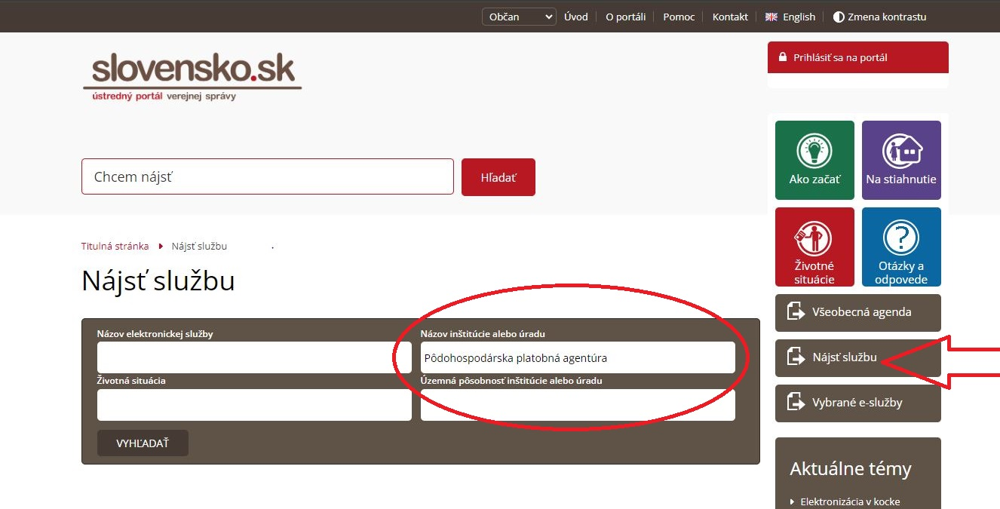 Občan
Úvod
O portáli
Pomoc
Kontakt
English
Zmena kontrastu
slovensko.sk
ústredný portál verejnej správy
Prihlásiť sa na portál
Chcem nájsť
Hľadať
Ako začať
Na stiahnutie
Životné
situácie
Otázky a
odpovede
Titulná stránka
Nájsť službu
Nájsť službu
Názov elektronickej služby
Názov inštitúcie alebo úradu
Pôdohospodárska platobná agentúra
Životná situácia
Územná pôsobnosť inštitúcie alebo úradu
VYHĽADAŤ
Všeobecná agenda
Nájsť službu
Vybrané e-služby
Aktuálne témy
Elektronizácia v kocke